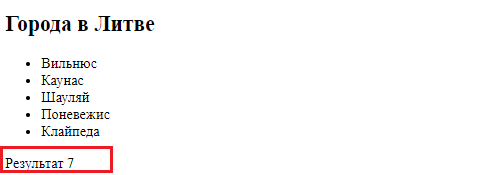 Города в Литве
Вильнюс
Каунас
Шауляй
Поневежис
Клайпеда
Результат 7